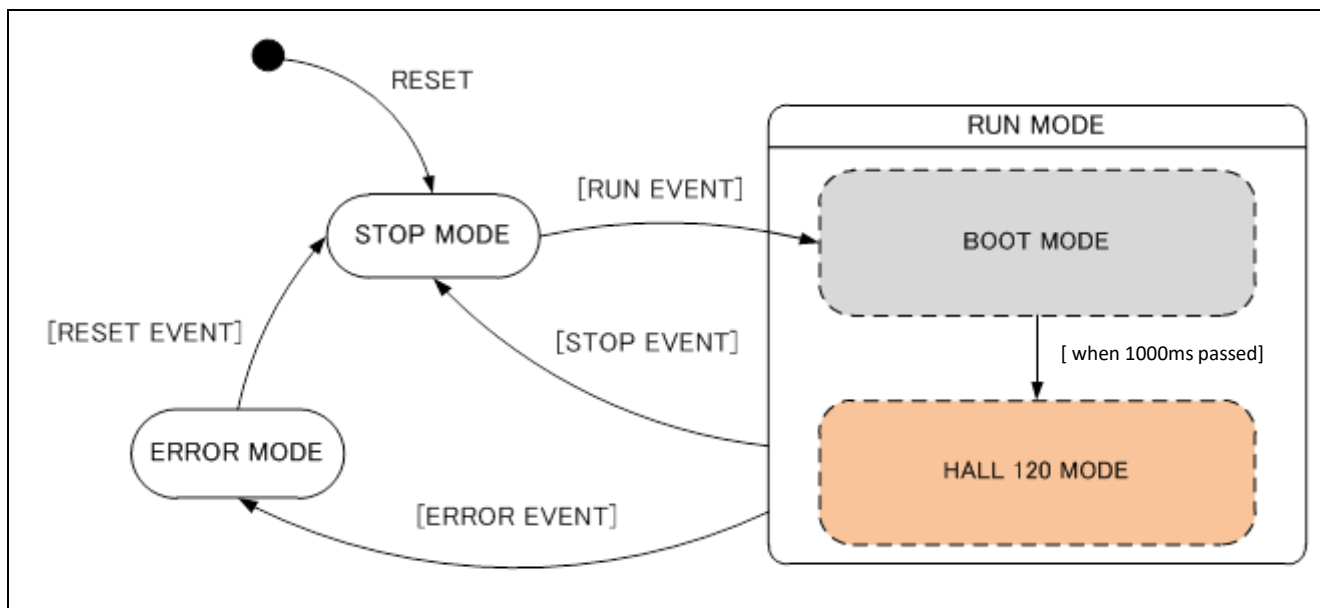 RESET
RUN MODE
[RUN EVENT]
STOP MODE
BOOT MODE
[RESET EVENT]
[STOP EVENT]
[ when 1000ms passed]
ERROR MODE
HALL 120 MODE
[ERROR EVENT]